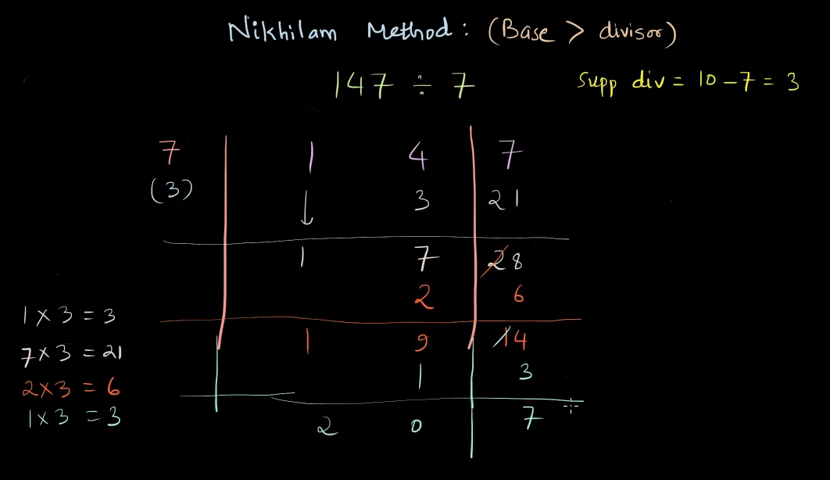 Nikhilam Method: (Base > divisor)
147 ÷ 7
Supp div = 10 - 7 = 3
7 1 4 7
(3) ↓ 3 21
1 7 28
2 6
1 × 3 = 3
1 9 14
7 × 3 = 21
1 3
2 × 3 = 6
1 × 3 = 3
2 0 7